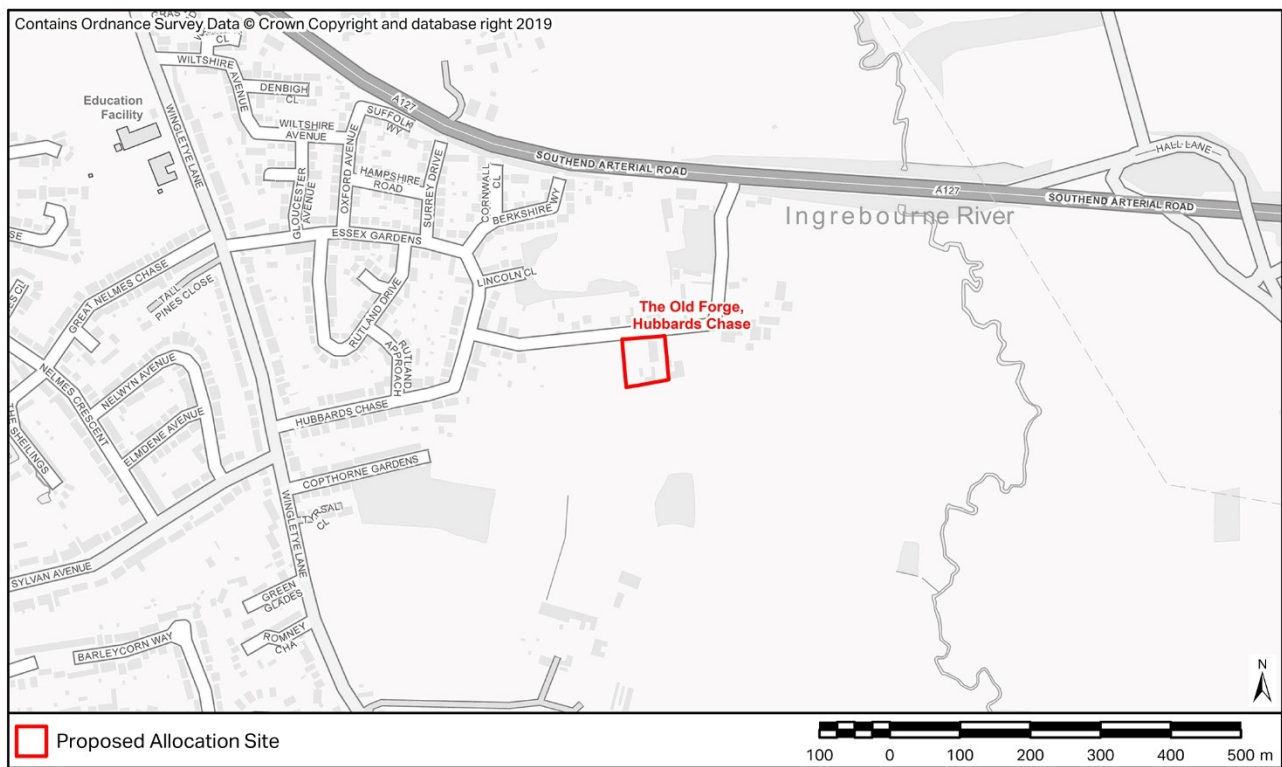 Contains Ordnance Survey Data © Crown Copyright and database right 2019
WILTSHIRE
AVENUE
CL
DENBIGH
CL
Education
Facility
WINGLETYE LANE
WILTSHIRE
AVENUE
SUFFOLK
WY
A127
OXFORD AVENUE
HAMPSHIRE
ROAD
SURREY DRIVE
GLOUCESTER
AVENUE
CORNWALL
CL
BERKSHIRE WY
SOUTHEND ARTERIAL ROAD
A127
HALL LANE
SOUTHEND ARTERIAL ROAD
Ingrebourne River
ESSEX GARDENS
GREAT NELMES CHASE
TALL
PINES CLOSE
LINCOLN CL
RUTLAND DRIVE
RUTLAND
APPROACH
The Old Forge,
Hubbards Chase
NELMES CRESCENT
NELWYN AVENUE
ELMDENE AVENUE
THE SHEILINGS
HUBBARDS CHASE
COPTHORNE GARDENS
TYRSAL
CL
WINGLETYE LANE
SYLVAN AVENUE
GREEN
GLADES
ROMNEY
CHA
BARLEYCORN WAY
N
Proposed Allocation Site
100 0 100 200 300 400 500 m